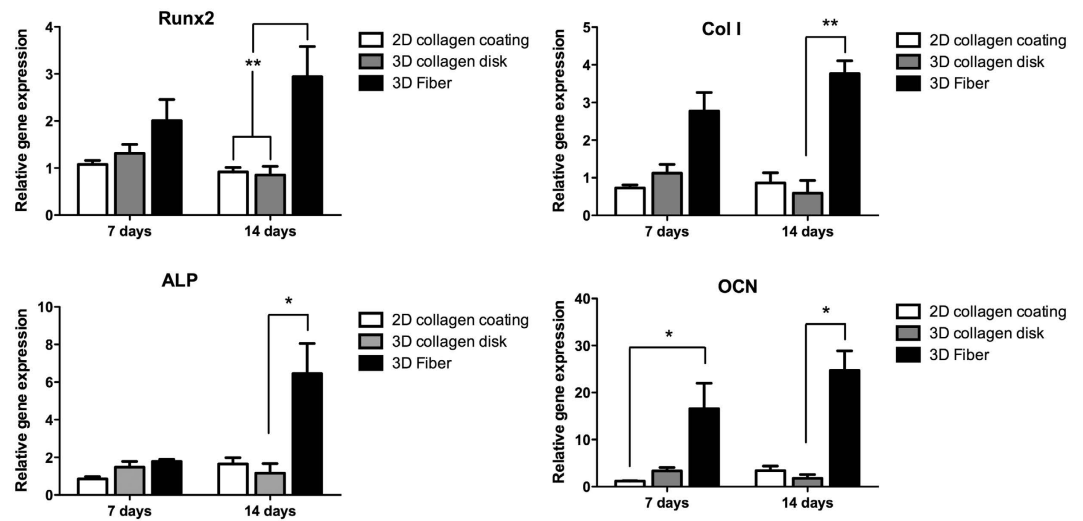 Runx2
Relative gene expression
4
3
2
1
0
**
7 days
14 days
2D collagen coating
3D collagen disk
3D Fiber
Col I
Relative gene expression
5
4
3
2
1
0
**
7 days
14 days
2D collagen coating
3D collagen disk
3D Fiber
ALP
Relative gene expression
10
8
6
4
2
0
*
7 days
14 days
2D collagen coating
3D collagen disk
3D Fiber
OCN
Relative gene expression
40
30
20
10
0
*
*
7 days
14 days
2D collagen coating
3D collagen disk
3D Fiber